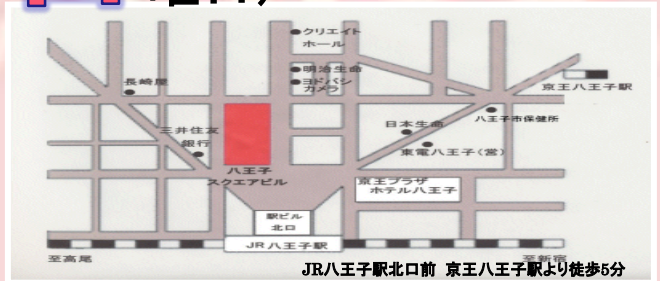 クリエイト
ホール
明治生命
ヨドバシ
カメラ
長崎屋
京王八王子駅
八王子市保健所
日本生命
三井住友
銀行
東電八王子(営)
八王子
スクエアビル
京王プラザ
ホテル八王子
駅ビル
北口
JR八王子駅
至高尾
至新宿
JR八王子駅北口前 京王八王子駅より徒歩5分